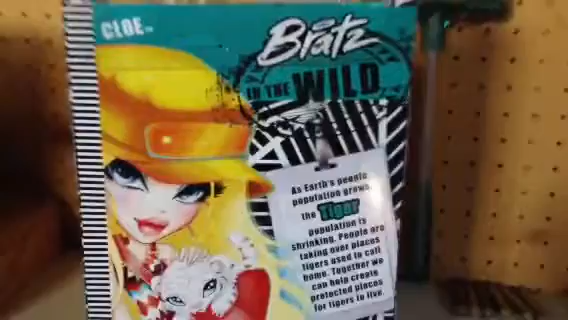 CLOE™
Bratz
IN THE WILD
As Earth's people
population grows,
the Tiger
population is
shrinking. People are
taking over places
tigers used to call
home. Together we
can help create
protected places
for tigers to live.